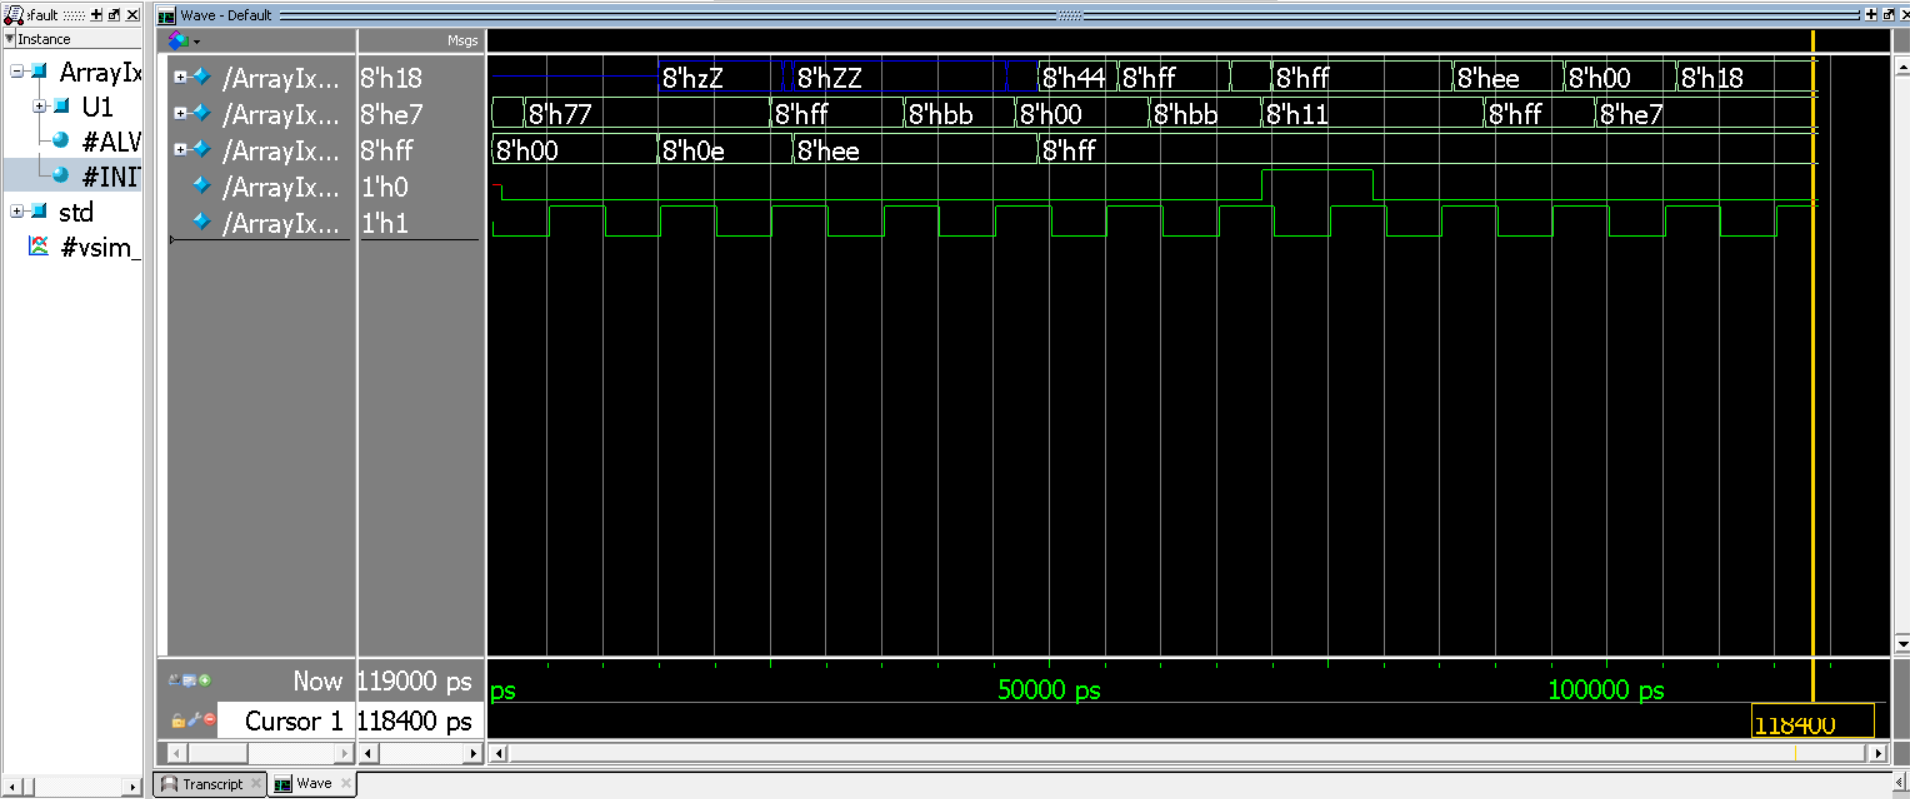 efault
Wave - Default
Instance
Msgs
ArrayIx
U1
#ALV
#INIT
std
#vsim_
/ArrayIx... 8'h18 8'hzZ 8'hZZ 8'h44 8'hff 8'hff 8'hee 8'h00 8'h18
/ArrayIx... 8'he7 8'h77 8'hff 8'hbb 8'h00 8'hbb 8'h11 8'hff 8'he7
/ArrayIx... 8'hff 8'h00 8'h0e 8'hee 8'hff
/ArrayIx... 1'h0
/ArrayIx... 1'h1
Now 119000 ps ps 50000 ps 100000 ps
Cursor 1 118400 ps 118400
Transcript Wave